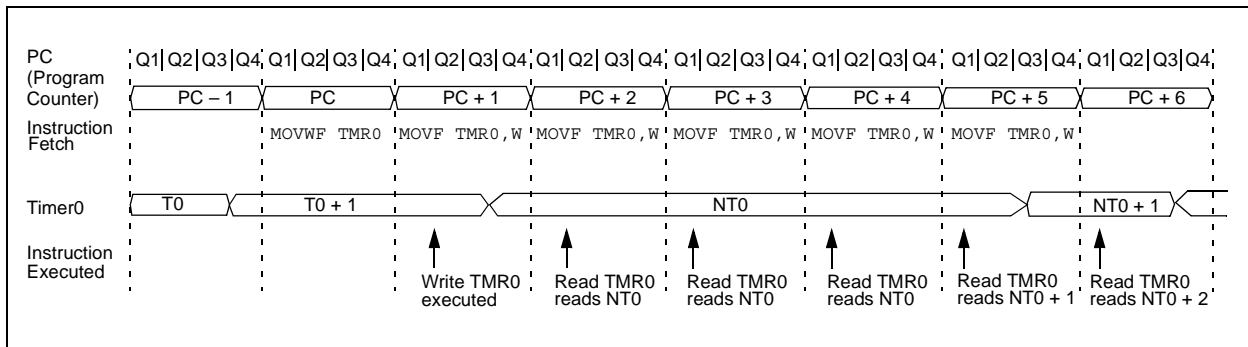 PC (Program Counter)
Q1 Q2 Q3 Q4 Q1 Q2 Q3 Q4 Q1 Q2 Q3 Q4 Q1 Q2 Q3 Q4 Q1 Q2 Q3 Q4 Q1 Q2 Q3 Q4 Q1 Q2 Q3 Q4 Q1 Q2 Q3 Q4
PC – 1 PC PC + 1 PC + 2 PC + 3 PC + 4 PC + 5 PC + 6
Instruction Fetch
MOVWF TMR0 MOVF TMR0,W MOVF TMR0,W MOVF TMR0,W MOVF TMR0,W MOVF TMR0,W
Timer0
T0 T0 + 1 NT0 NT0 + 1
Instruction Executed
Write TMR0
executed
Read TMR0
reads NT0
Read TMR0
reads NT0
Read TMR0
reads NT0
Read TMR0
reads NT0 + 1
Read TMR0
reads NT0 + 2